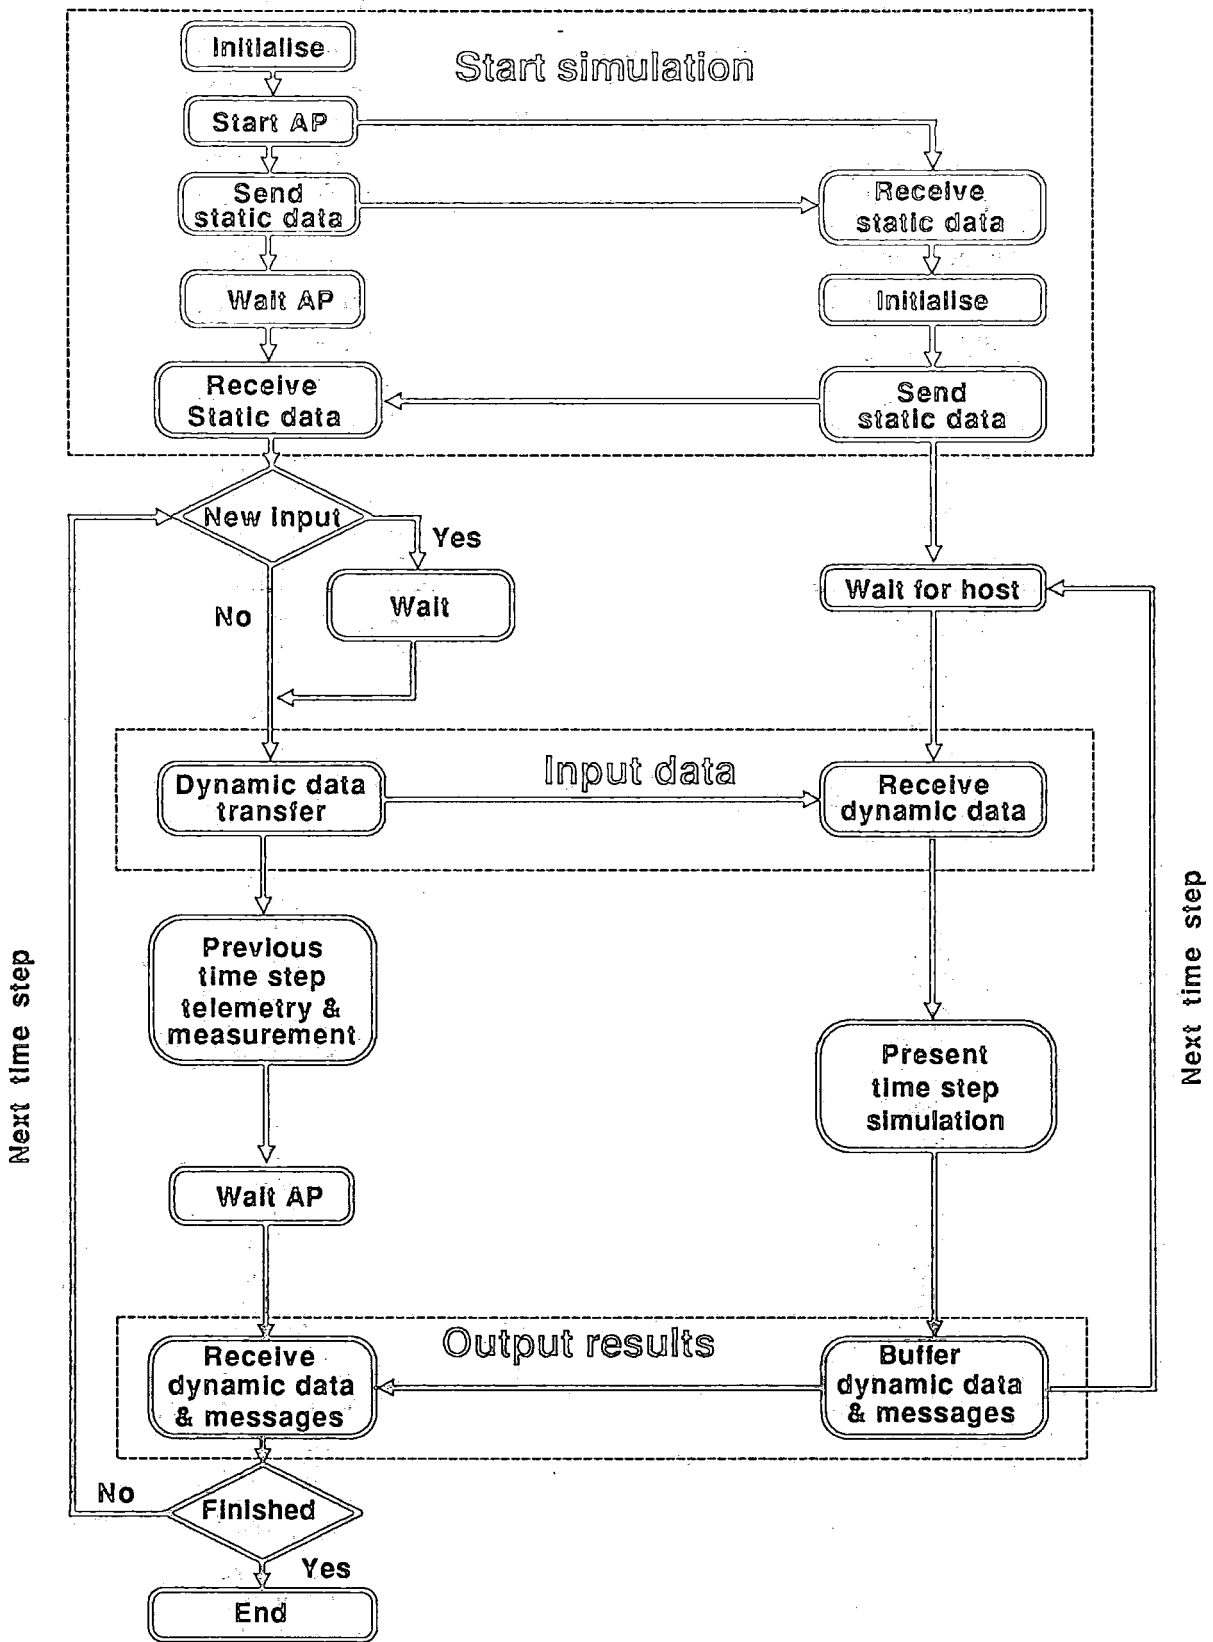 Initialise
Start simulation
Start AP
Send
static data
Receive
static data
Wait AP
Initialise
Receive
Static data
Send
static data
New input
Yes
No
Wait
Wait for host
Input data
Dynamic data
transfer
Receive
dynamic data
Previous
time step
telemetry &
measurement
Present
time step
simulation
Next time step
Next time step
Wait AP
Output results
Receive
dynamic data
& messages
Buffer
dynamic data
& messages
No
Finished
Yes
End